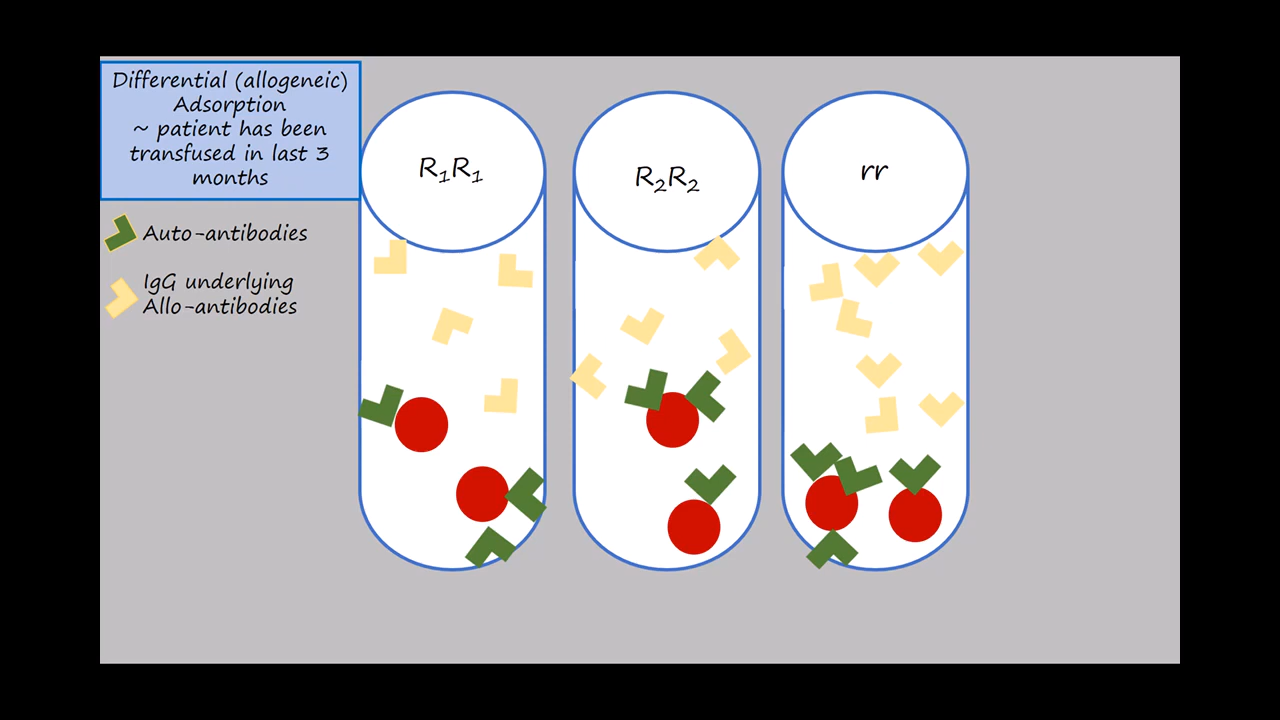 Differential (allogeneic)
Adsorption
~ patient has been
transfused in last 3
months
Auto-antibodies
IgG underlying
Allo-antibodies
R₁R₁
R₂R₂
rr